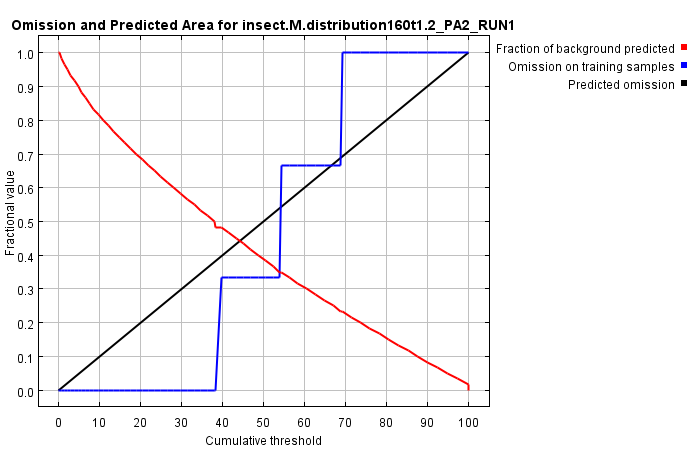 Omission and Predicted Area for insect.M.distribution160t1.2_PA2_RUN1
Fraction of background predicted
Omission on training samples
Predicted omission
Fractional value
1.0
0.9
0.8
0.7
0.6
0.5
0.4
0.3
0.2
0.1
0.0
0 10 20 30 40 50 60 70 80 90 100
Cumulative threshold